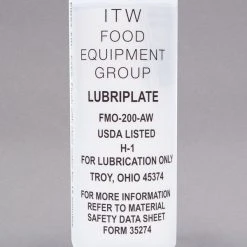 ITW
FOOD
EQUIPMENT
GROUP
LUBRIPLATE
FMO-200-AW
USDA LISTED
H-1
FOR LUBRICATION ONLY
TROY, OHIO 45374
FOR MORE INFORMATION
REFER TO MATERIAL
SAFETY DATA SHEET
FORM 35274